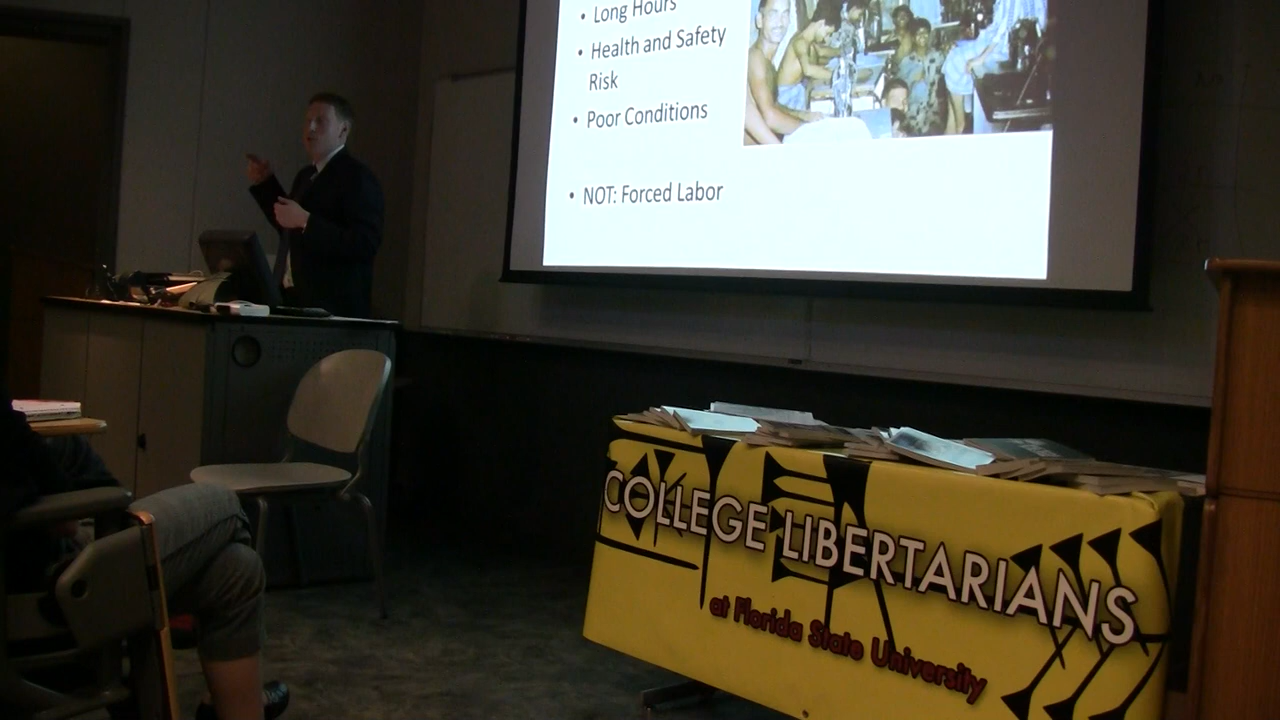 • Long Hours
• Health and Safety
Risk
• Poor Conditions
• NOT: Forced Labor
COLLEGE LIBERTARIANS
at Florida State University